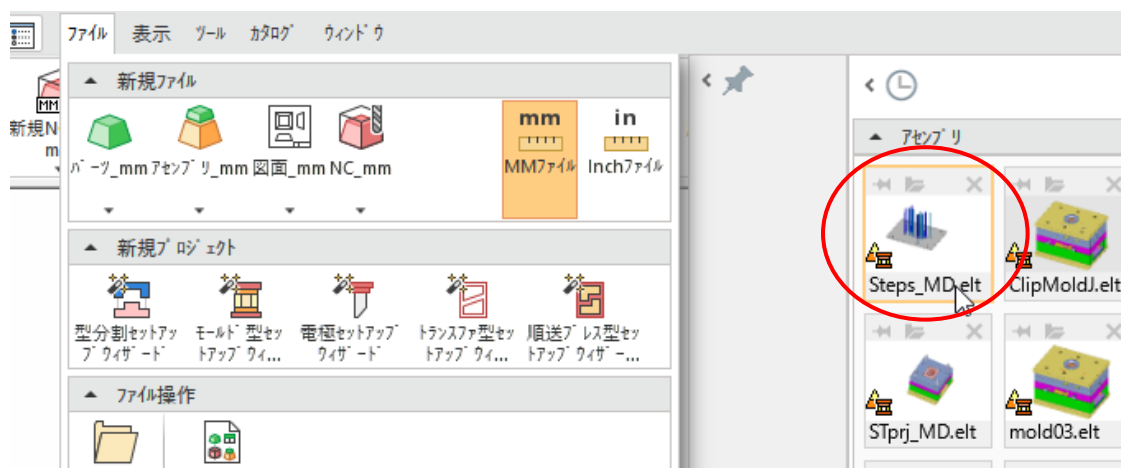 ﾌｧｲﾙ 表示 ﾂｰﾙ ｶﾀﾛｸﾞ ｳｨﾝﾄﾞｳ
新規ﾌｧｲﾙ
MM
新規N
m
ﾊﾟｰﾂ_mm ｱｾﾝﾌﾞﾘ_mm 図面_mm NC_mm
mm in
MMﾌｧｲﾙ Inchﾌｧｲﾙ
新規ﾌﾟﾛｼﾞｪｸﾄ
型分割ｾｯﾄｱｯ ﾓｰﾙﾄﾞ型ｾｯ 電極ｾｯﾄｱｯﾌﾟ ﾄﾗﾝｽﾌｧ型ｾｯ 順送ﾌﾟﾚｽ型ｾｯ
ﾌﾟｳｨｻﾞｰﾄﾞ ﾄｱｯﾌﾟｳｨ... ｳｨｻﾞｰﾄﾞ ﾄｱｯﾌﾟｳｨ... ﾄｱｯﾌﾟｳｨｻﾞｰ...
ﾌｧｲﾙ操作
ｱｾﾝﾌﾞﾘ
Steps_MD.elt ClipMoldJ.elt
STprj_MD.elt mold03.elt